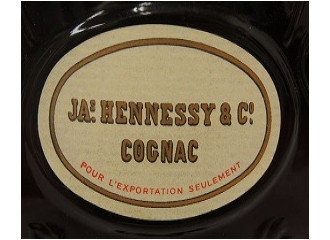 JAS HENNESSY & Co
COGNAC
POUR L'EXPORTATION SEULEMENT